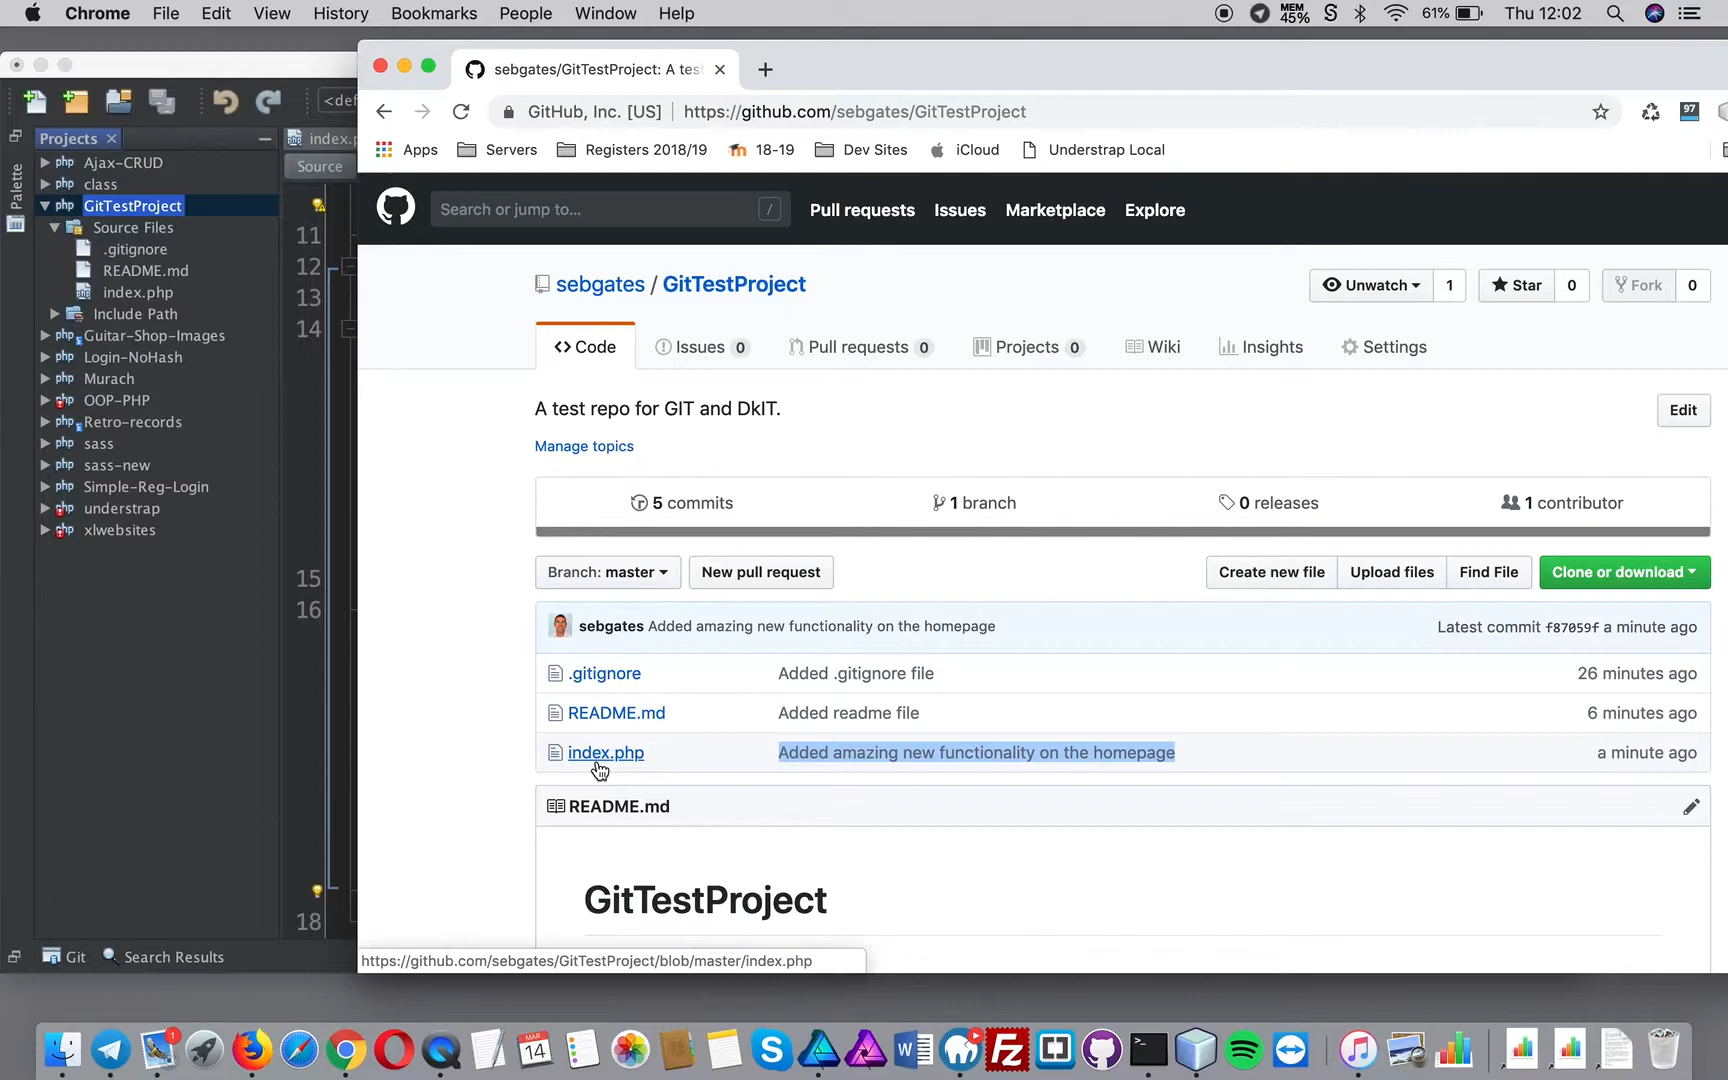 Chrome File Edit View History Bookmarks People Window Help MEM 45% 61% Thu 12:02
sebgates/GitTestProject: A tes
GitHub, Inc. [US] https://github.com/sebgates/GitTestProject 97
Apps Servers Registers 2018/19 18-19 Dev Sites iCloud Understrap Local
<def
Projects
index.p
Palette
Source
Ajax-CRUD
class
GitTestProject
Source Files
.gitignore
README.md
index.php
Include Path
Guitar-Shop-Images
Login-NoHash
Murach
OOP-PHP
Retro-records
sass
sass-new
Simple-Reg-Login
understrap
xlwebsites
11
12
13
14
15
16
18
Git Search Results
Search or jump to... / Pull requests Issues Marketplace Explore
sebgates / GitTestProject Unwatch 1 Star 0 Fork 0
<> Code Issues 0 Pull requests 0 Projects 0 Wiki Insights Settings
A test repo for GIT and DkIT. Edit
Manage topics
5 commits 1 branch 0 releases 1 contributor
Branch: master New pull request Create new file Upload files Find File Clone or download
sebgates Added amazing new functionality on the homepage Latest commit f87059f a minute ago
.gitignore Added .gitignore file 26 minutes ago
README.md Added readme file 6 minutes ago
index.php Added amazing new functionality on the homepage a minute ago
README.md
GitTestProject
https://github.com/sebgates/GitTestProject/blob/master/index.php
1
MAR
14